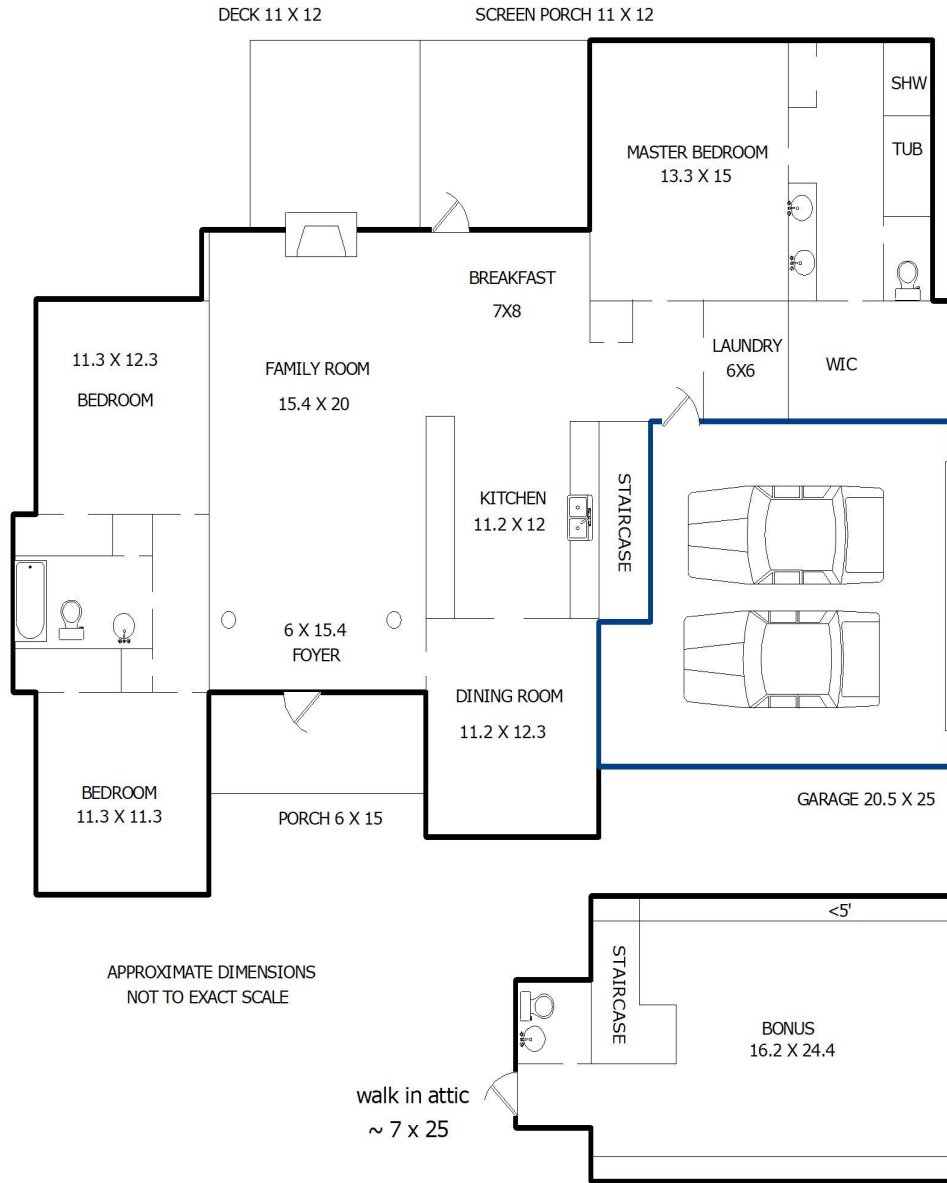 DECK 11 X 12
SCREEN PORCH 11 X 12
SHW
TUB
MASTER BEDROOM
13.3 X 15
BREAKFAST
7X8
11.3 X 12.3
BEDROOM
FAMILY ROOM
15.4 X 20
LAUNDRY
6X6
WIC
KITCHEN
11.2 X 12
STAIRCASE
6 X 15.4
FOYER
DINING ROOM
11.2 X 12.3
BEDROOM
11.3 X 11.3
PORCH 6 X 15
GARAGE 20.5 X 25
<5'
APPROXIMATE DIMENSIONS
NOT TO EXACT SCALE
STAIRCASE
BONUS
16.2 X 24.4
walk in attic
~ 7 x 25